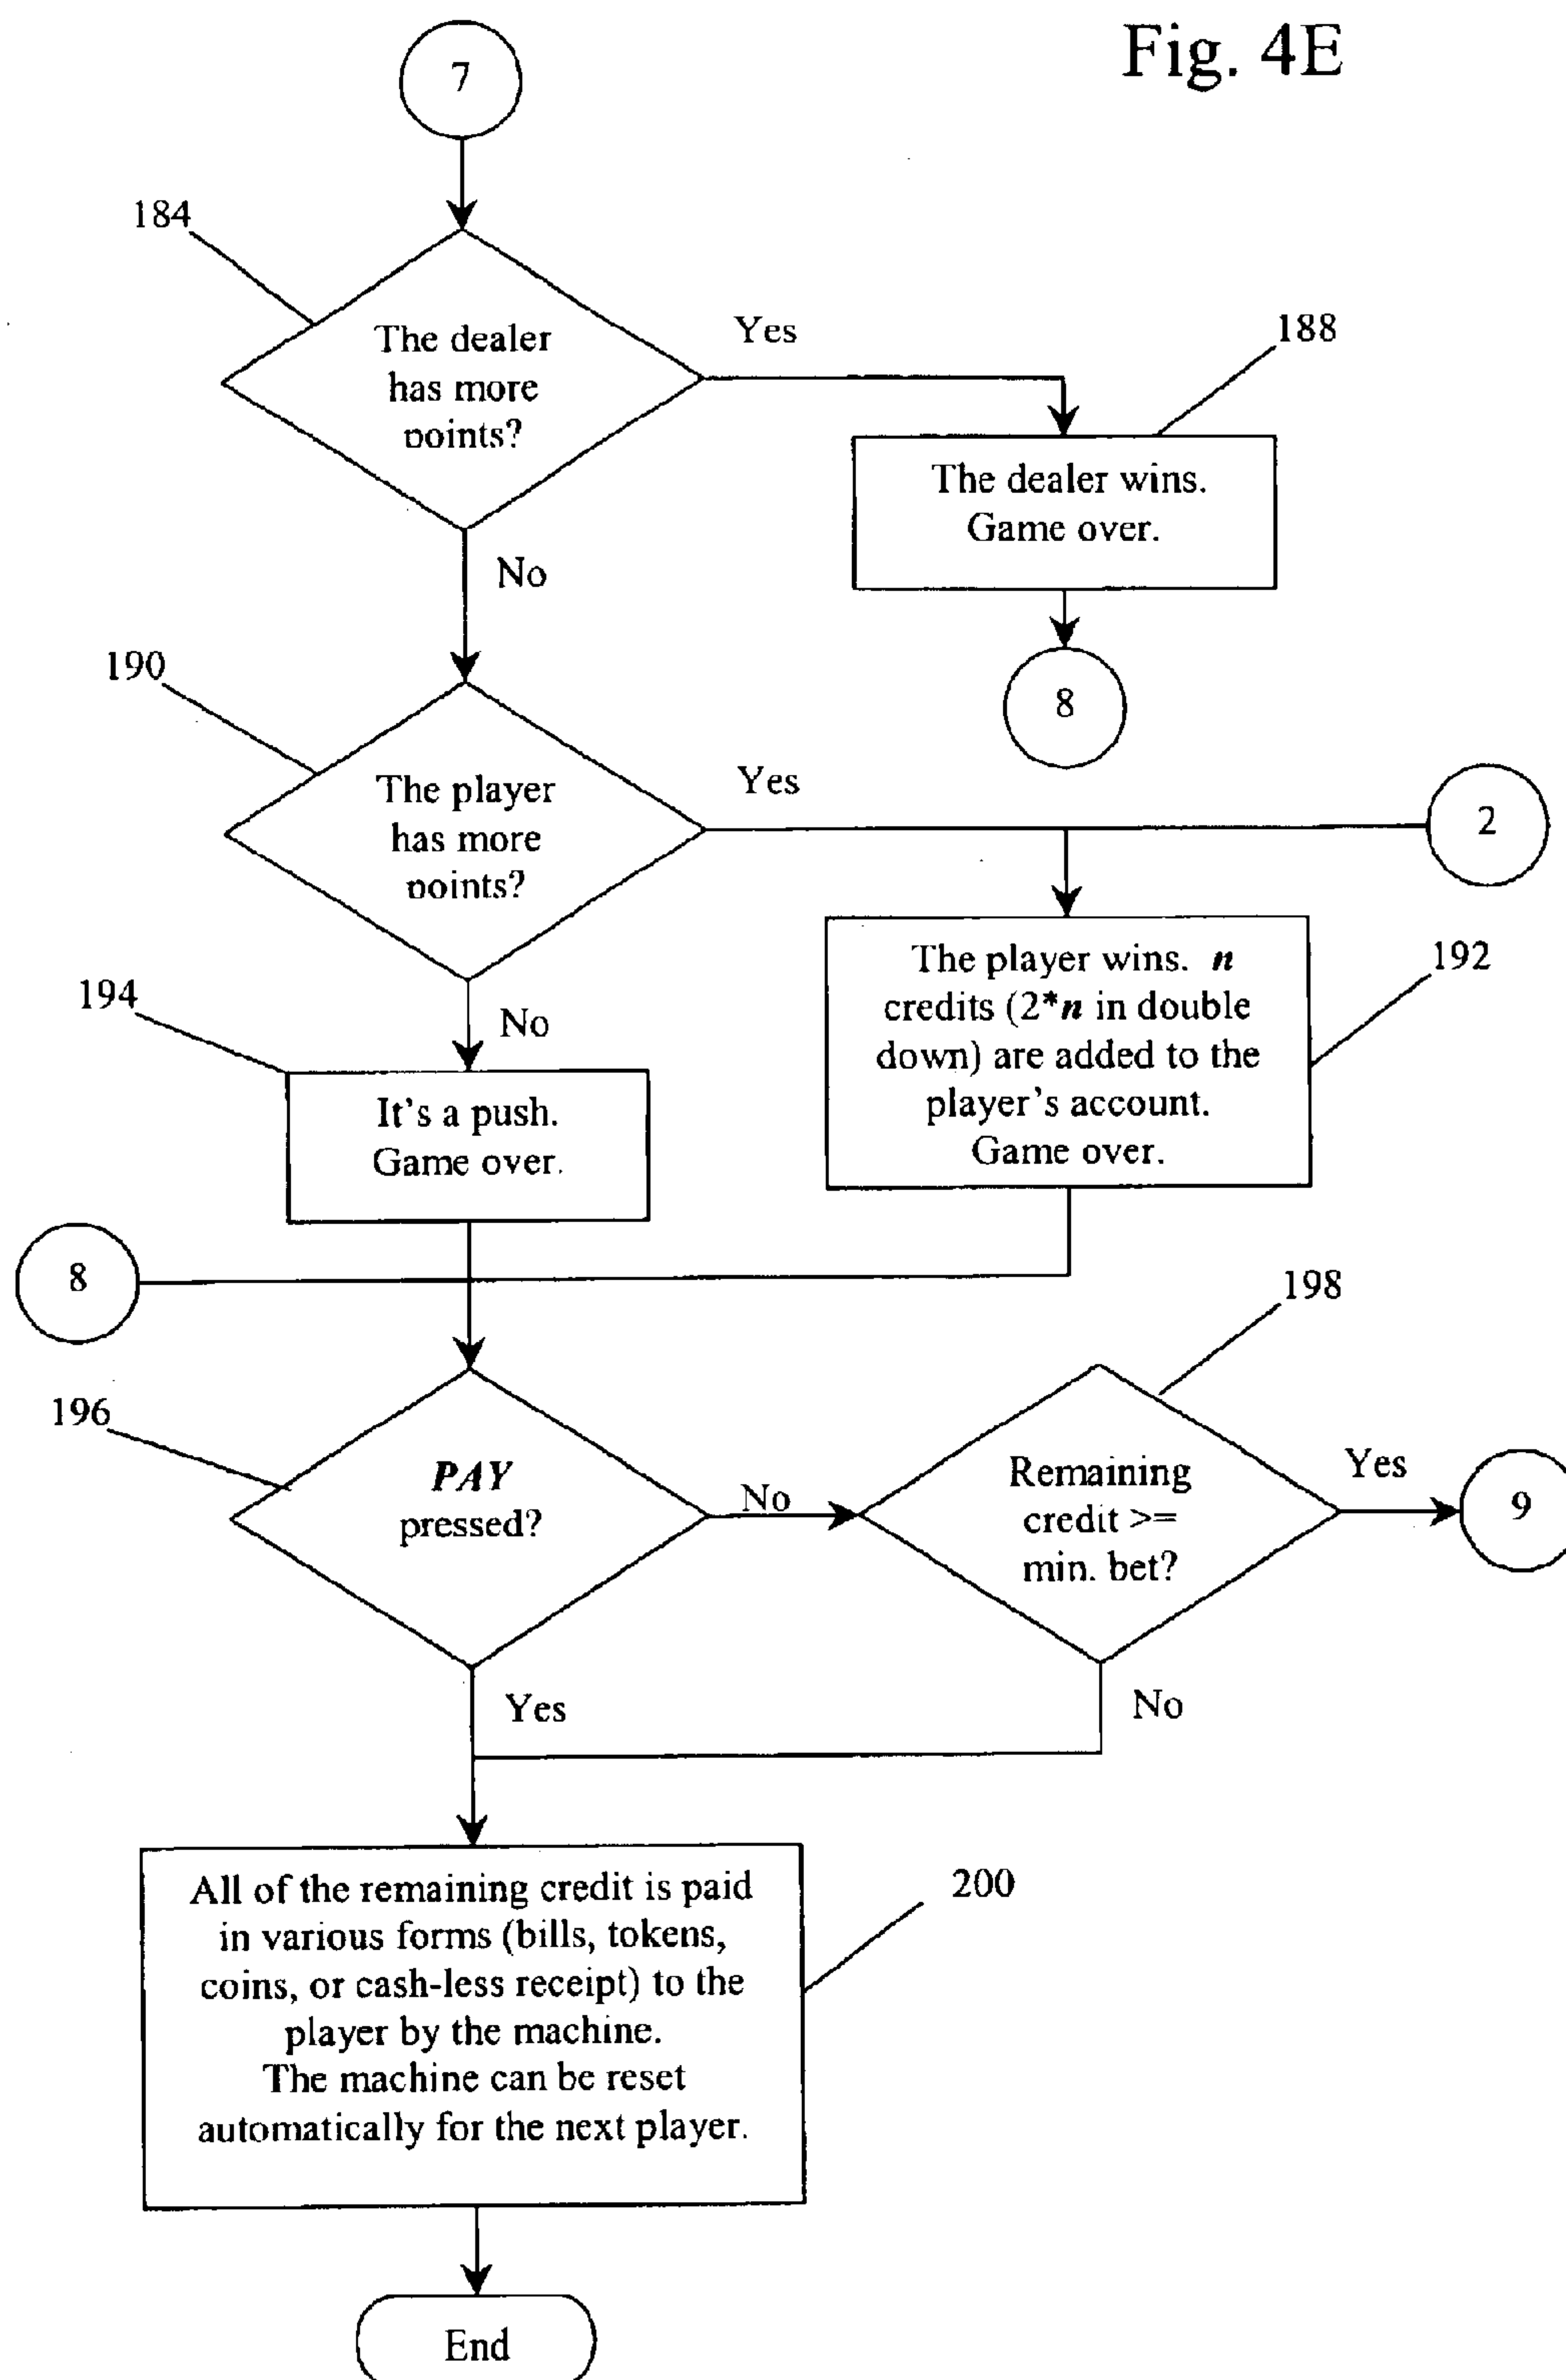 Fig. 4E
7
184
The dealer
has more
points?
Yes
188
The dealer wins.
Game over.
No
8
190
The player
has more
points?
Yes
2
The player wins. n
credits (2*n in double
down) are added to the
player's account.
Game over.
192
194
No
It's a push.
Game over.
8
198
196
PAY
pressed?
No
Remaining
credit >=
min. bet?
Yes
9
Yes
No
All of the remaining credit is paid
in various forms (bills, tokens,
coins, or cash-less receipt) to the
player by the machine.
The machine can be reset
automatically for the next player.
200
End